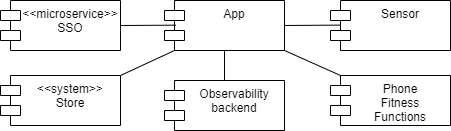 <<microservice>>
SSO
App
Sensor
<<system>>
Store
Observability
backend
Phone
Fitness
Functions